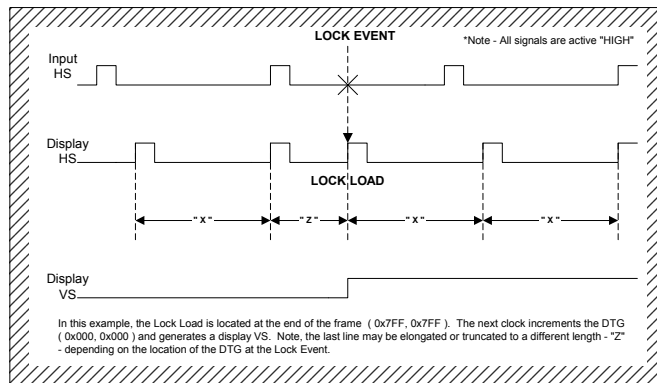 LOCK EVENT
*Note - All signals are active "HIGH"
Input
HS
Display
HS
LOCK LOAD
" X " " Z " " X " " X "
Display
VS
In this example, the Lock Load is located at the end of the frame ( 0x7FF, 0x7FF ). The next clock increments the DTG
( 0x000, 0x000 ) and generates a display VS. Note, the last line may be elongated or truncated to a different length - "Z"
- depending on the location of the DTG at the Lock Event.